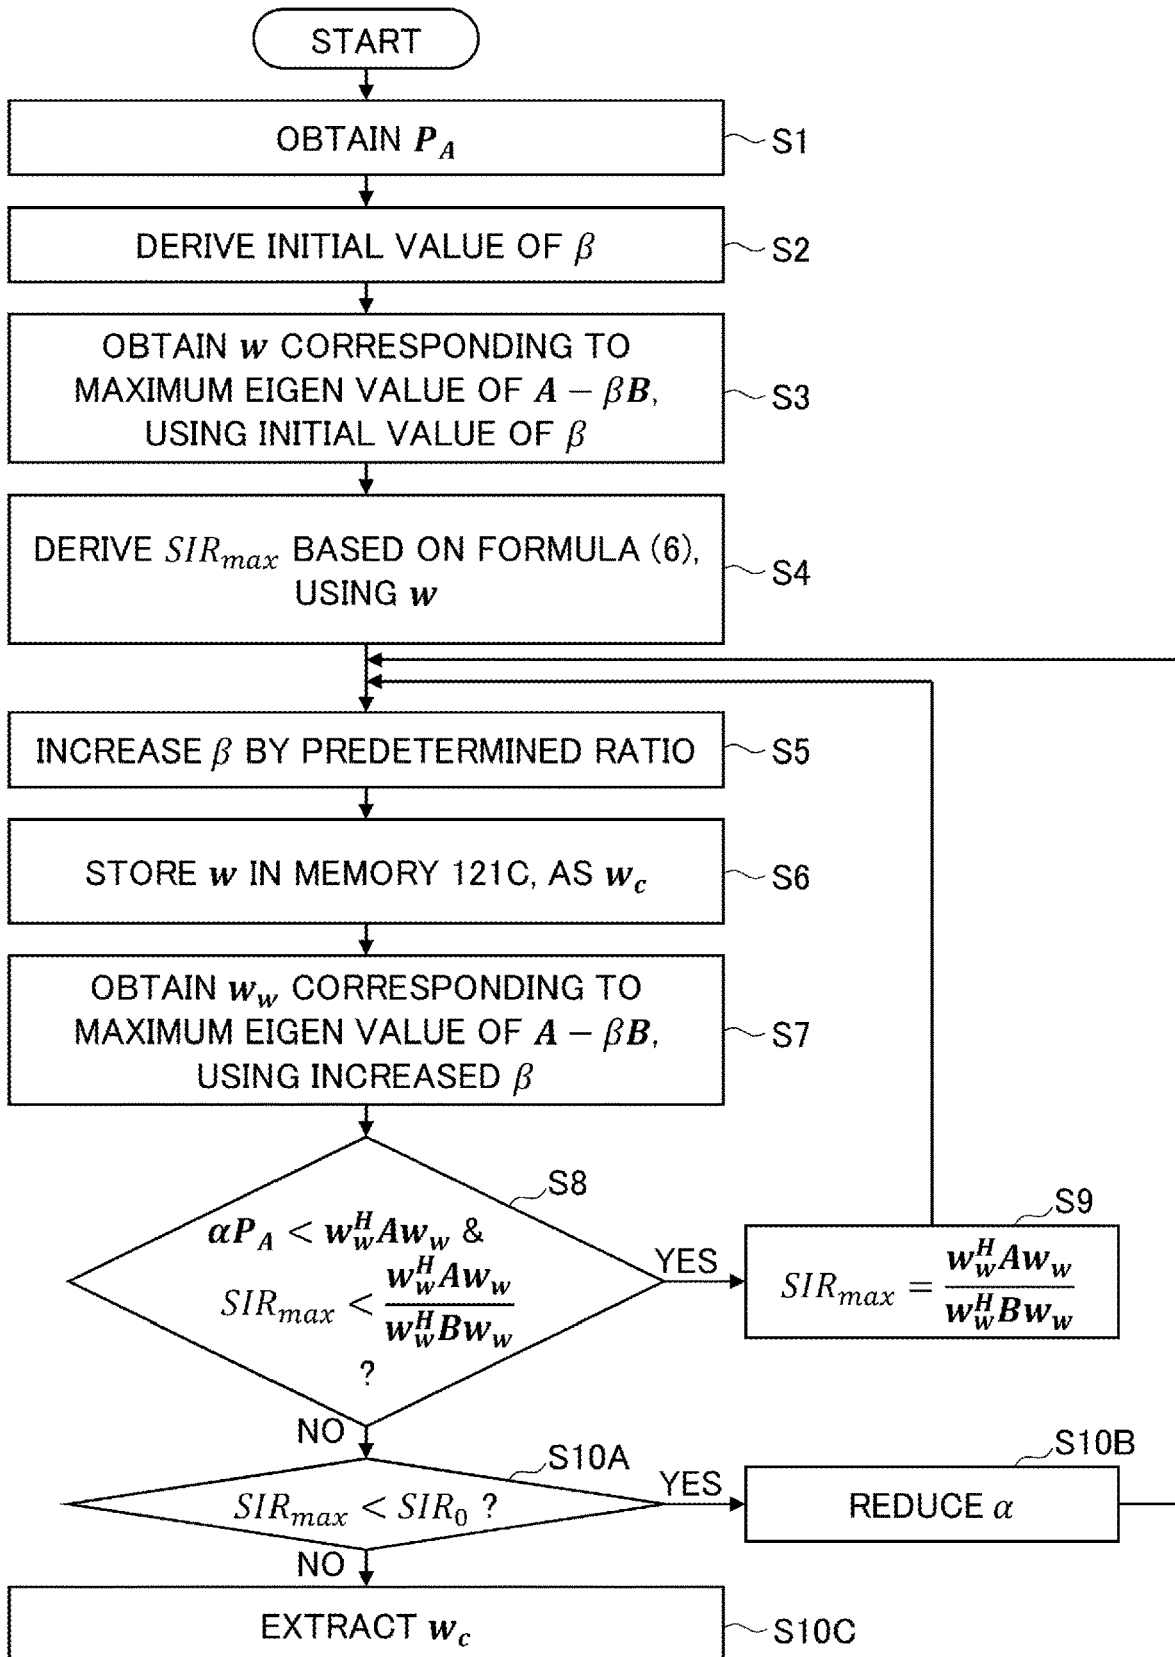 START
OBTAIN P_A
S1
DERIVE INITIAL VALUE OF β
S2
OBTAIN w CORRESPONDING TO
MAXIMUM EIGEN VALUE OF A − βB,
USING INITIAL VALUE OF β
S3
DERIVE SIR_max BASED ON FORMULA (6),
USING w
S4
INCREASE β BY PREDETERMINED RATIO
S5
STORE w IN MEMORY 121C, AS w_c
S6
OBTAIN w_w CORRESPONDING TO
MAXIMUM EIGEN VALUE OF A − βB,
USING INCREASED β
S7
S8
αP_A < w_w^H A w_w &
SIR_max < \frac{w_w^H A w_w}{w_w^H B w_w}
?
YES
S9
SIR_max = \frac{w_w^H A w_w}{w_w^H B w_w}
NO
S10A
SIR_max < SIR_0 ?
YES
S10B
REDUCE α
NO
EXTRACT w_c
S10C